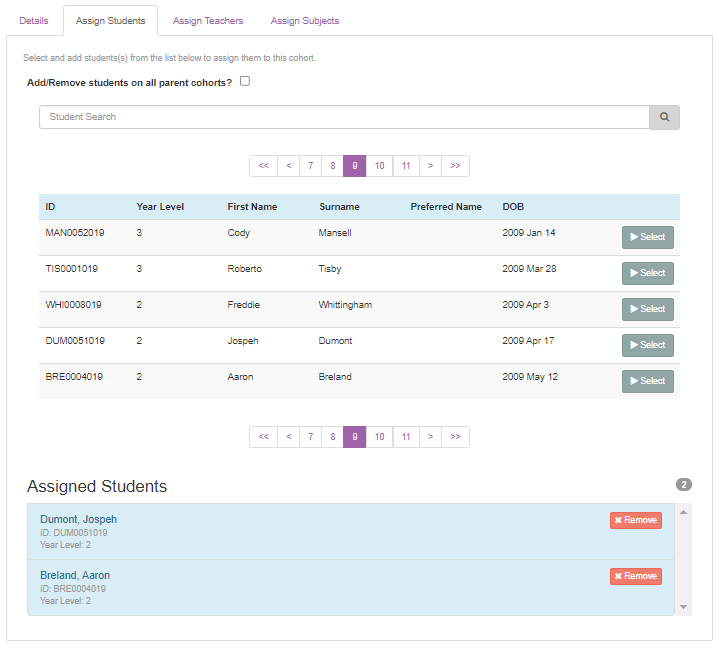 Details Assign Students Assign Teachers Assign Subjects
Select and add students(s) from the list below to assign them to this cohort.
Add/Remove students on all parent cohorts?
Student Search
<< < 7 8 9 10 11 > >>
ID Year Level First Name Surname Preferred Name DOB
MAN0052019 3 Cody Mansell 2009 Jan 14 Select
TIS0001019 3 Roberto Tisby 2009 Mar 28 Select
WHI0008019 2 Freddie Whittingham 2009 Apr 3 Select
DUM0051019 2 Jospeh Dumont 2009 Apr 17 Select
BRE0004019 2 Aaron Breland 2009 May 12 Select
<< < 7 8 9 10 11 > >>
Assigned Students 2
Dumont, Jospeh Remove
ID: DUM0051019
Year Level: 2
Breland, Aaron Remove
ID: BRE0004019
Year Level: 2